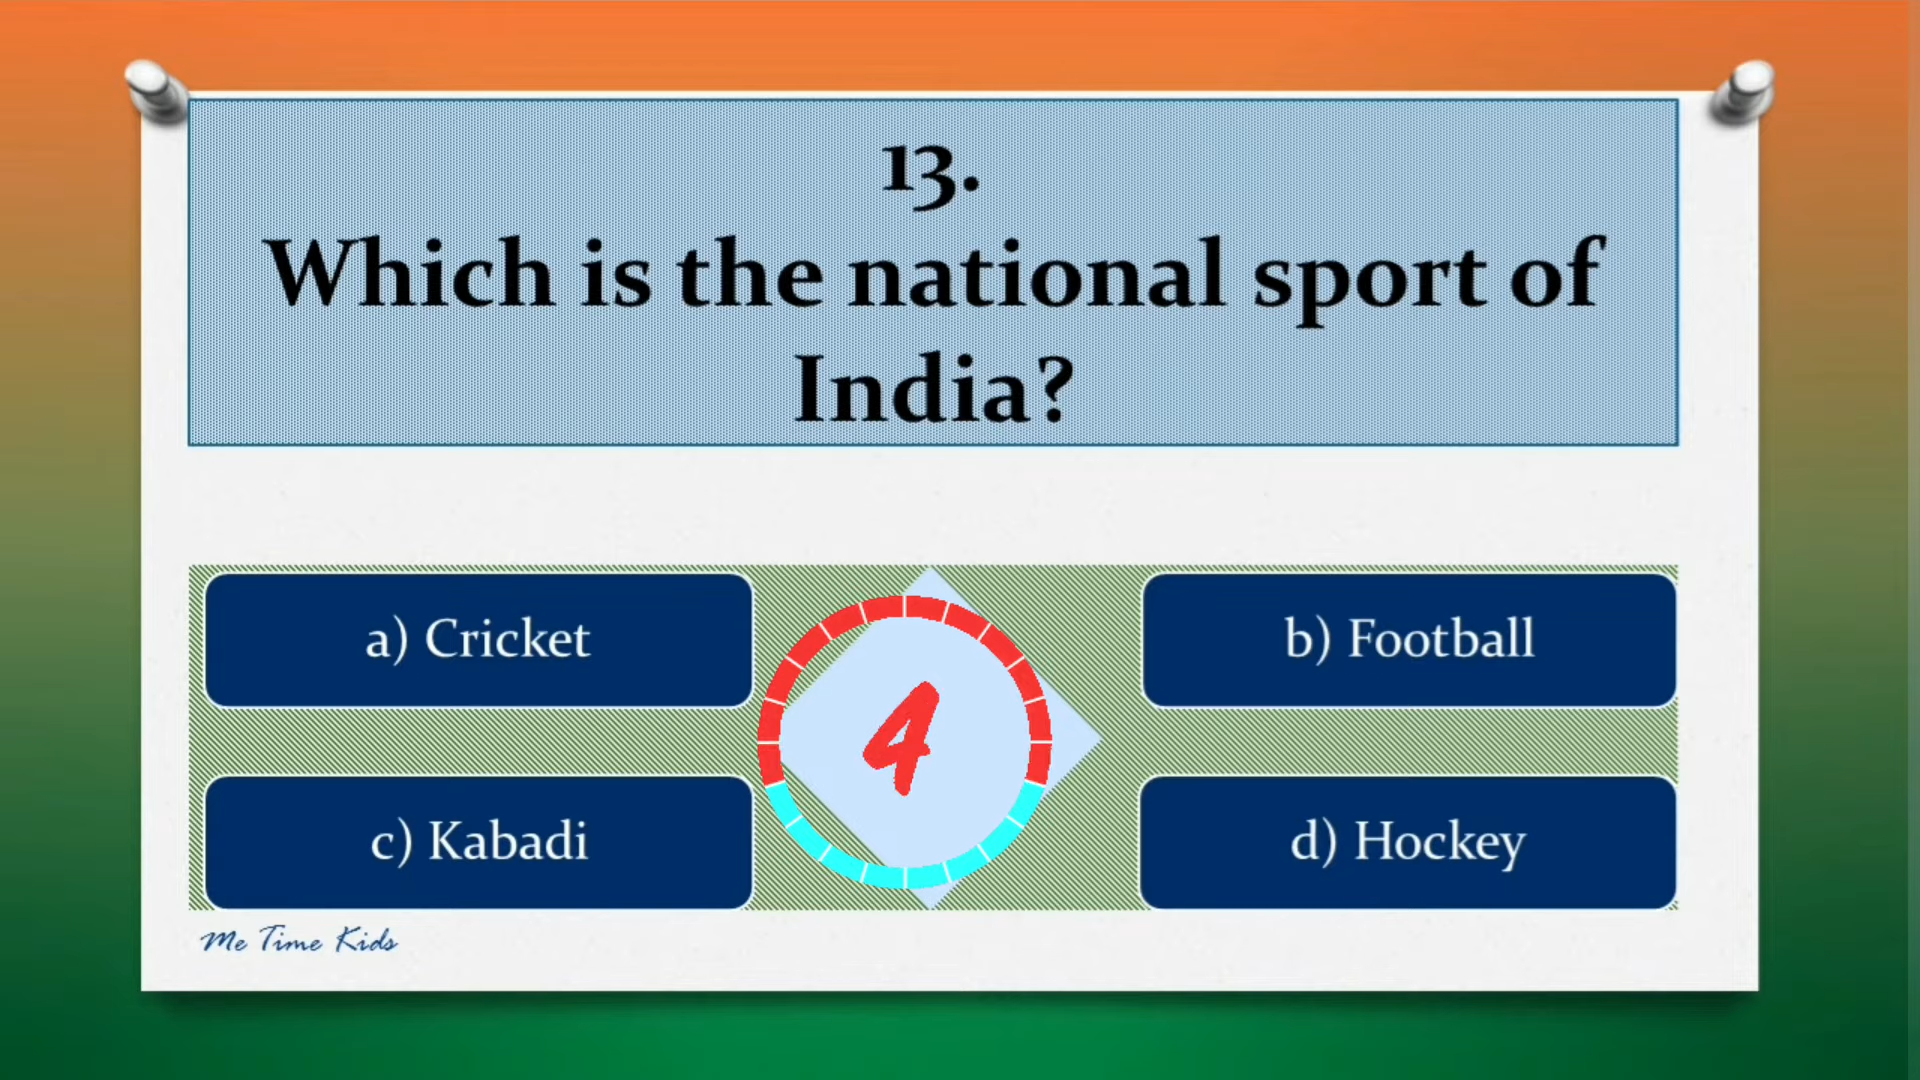 13.
Which is the national sport of
India?
a) Cricket
b) Football
4
c) Kabadi
d) Hockey
Me Time Kids